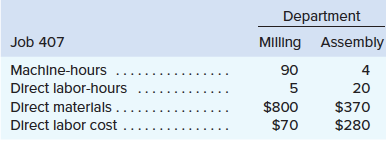 Department
Job 407 Milling Assembly
Machine-hours ................ 90 4
Direct labor-hours ............. 5 20
Direct materials ................ $800 $370
Direct labor cost ............... $70 $280